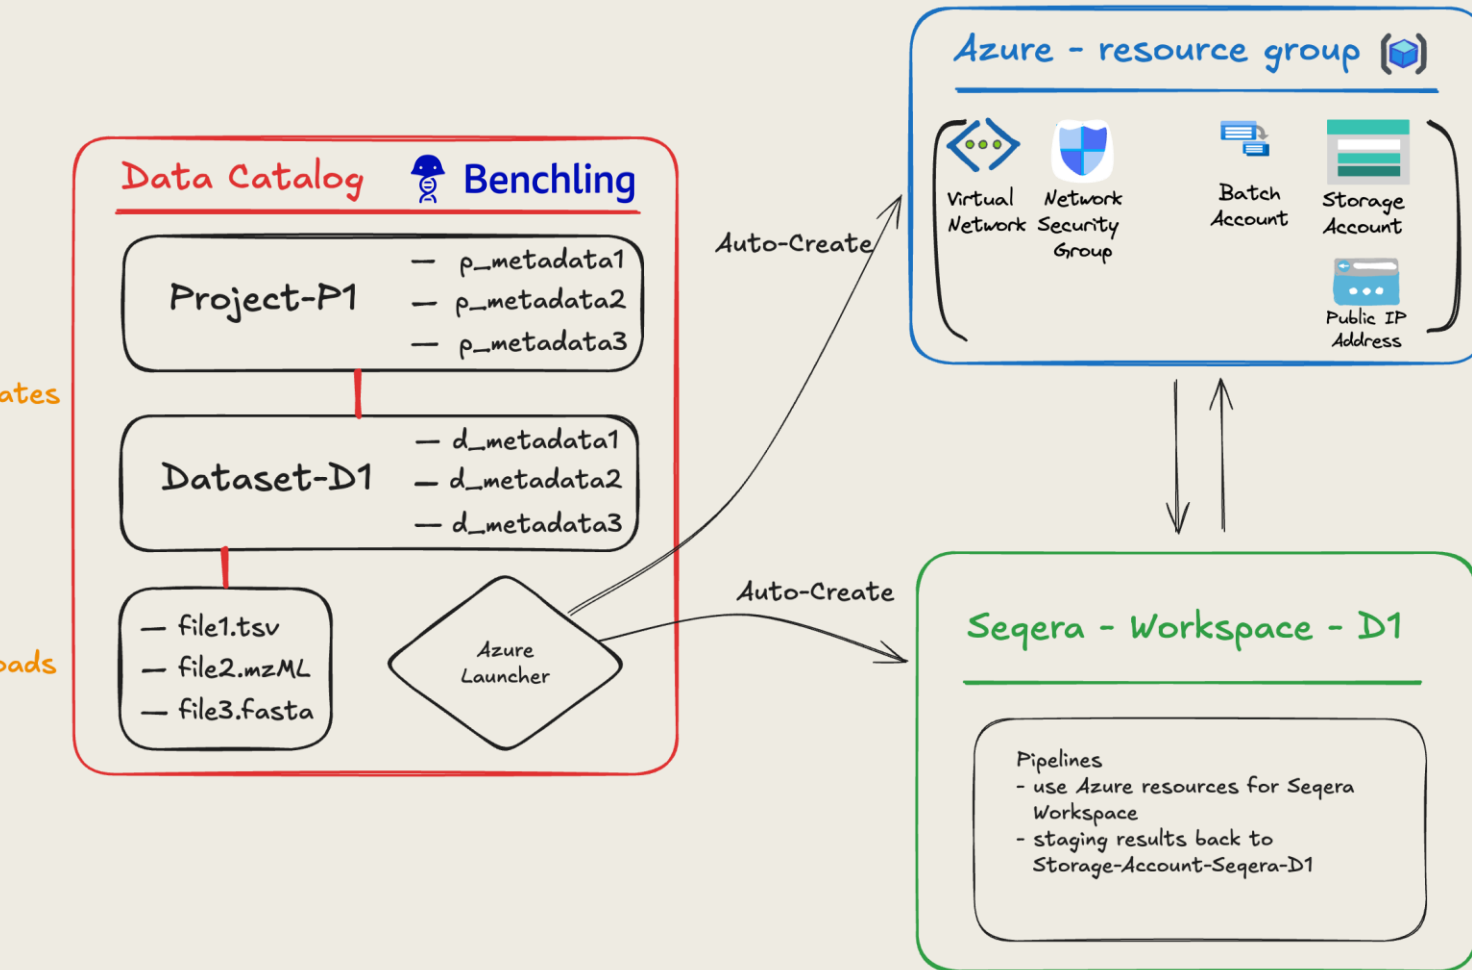 Azure - resource group
Virtual
Network
Network
Security
Group
Batch
Account
Storage
Account
Public IP
Address
Data Catalog
Benchling
Project-P1
— p_metadata1
— p_metadata2
— p_metadata3
Auto-Create
ates
Dataset-D1
— d_metadata1
— d_metadata2
— d_metadata3
oads
— file1.tsv
— file2.mzML
— file3.fasta
Azure
Launcher
Auto-Create
Seqera - Workspace - D1
Pipelines
- use Azure resources for Seqera
Workspace
- staging results back to
Storage-Account-Seqera-D1